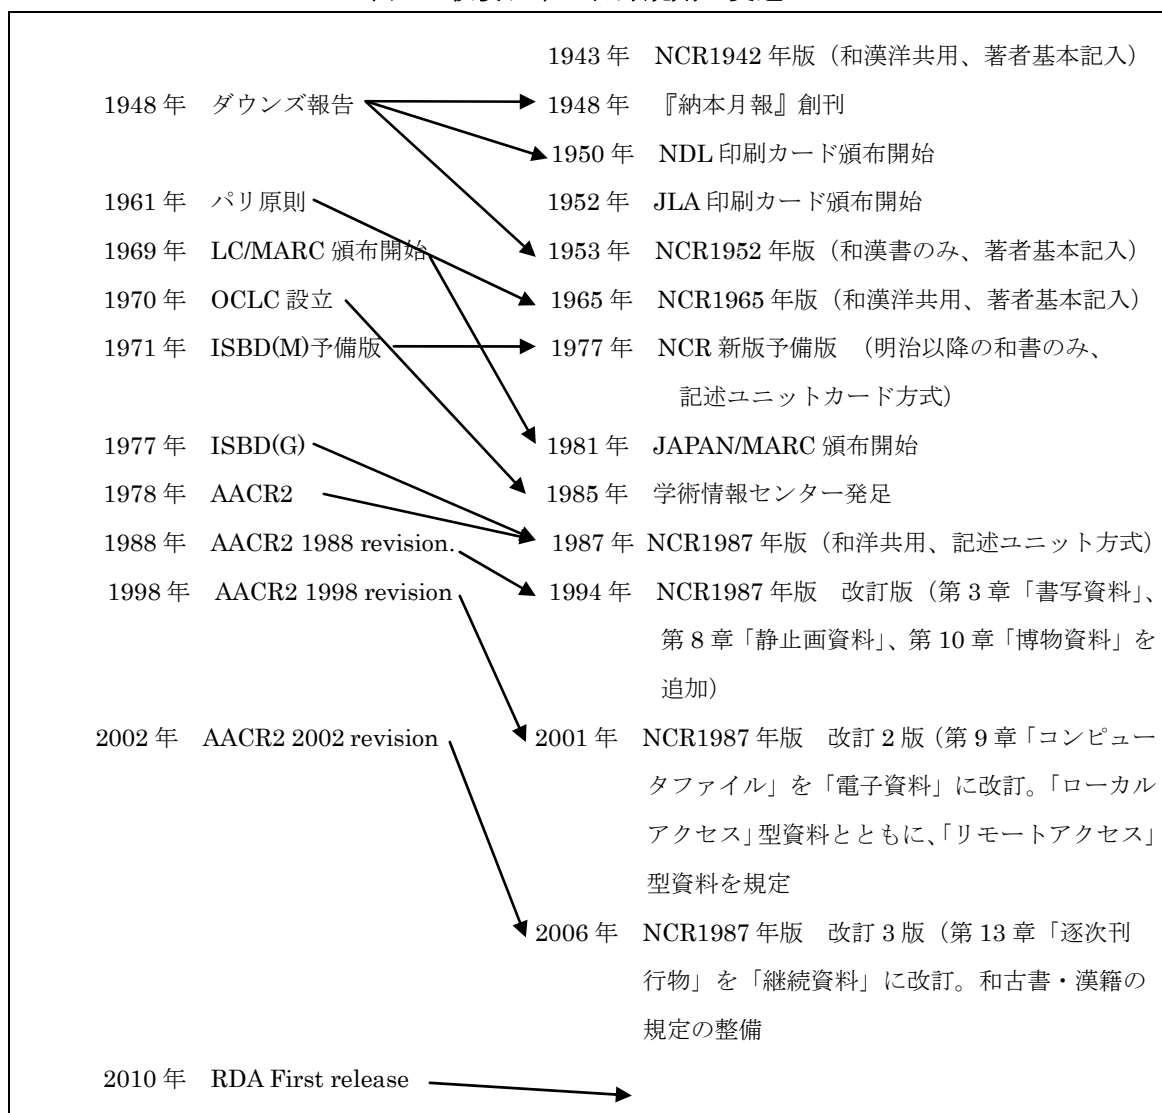 1943 年 NCR1942 年版（和漢洋共用、著者基本記入）
1948 年 ダウンズ報告 1948 年 『納本月報』創刊
1950 年 NDL 印刷カード頒布開始
1961 年 パリ原則 1952 年 JLA 印刷カード頒布開始
1969 年 LC/MARC 頒布開始 1953 年 NCR1952 年版（和漢書のみ、著者基本記入）
1970 年 OCLC 設立 1965 年 NCR1965 年版（和漢洋共用、著者基本記入）
1971 年 ISBD(M)予備版 1977 年 NCR 新版予備版 （明治以降の和書のみ、
記述ユニットカード方式）
1977 年 ISBD(G) 1981 年 JAPAN/MARC 頒布開始
1978 年 AACR2 1985 年 学術情報センター発足
1988 年 AACR2 1988 revision. 1987 年 NCR1987 年版（和洋共用、記述ユニット方式）
1998 年 AACR2 1998 revision 1994 年 NCR1987 年版 改訂版（第 3 章「書写資料」、
第 8 章「静止画資料」、第 10 章「博物資料」を
追加）
2002 年 AACR2 2002 revision 2001 年 NCR1987 年版 改訂 2 版（第 9 章「コンピュー
タファイル」を「電子資料」に改訂。「ローカル
アクセス」型資料とともに、「リモートアクセス」
型資料を規定
2006 年 NCR1987 年版 改訂 3 版（第 13 章「逐次刊
行物」を「継続資料」に改訂。和古書・漢籍の
規定の整備
2010 年 RDA First release